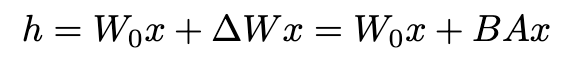 h = W₀x + ΔWx = W₀x + BAx